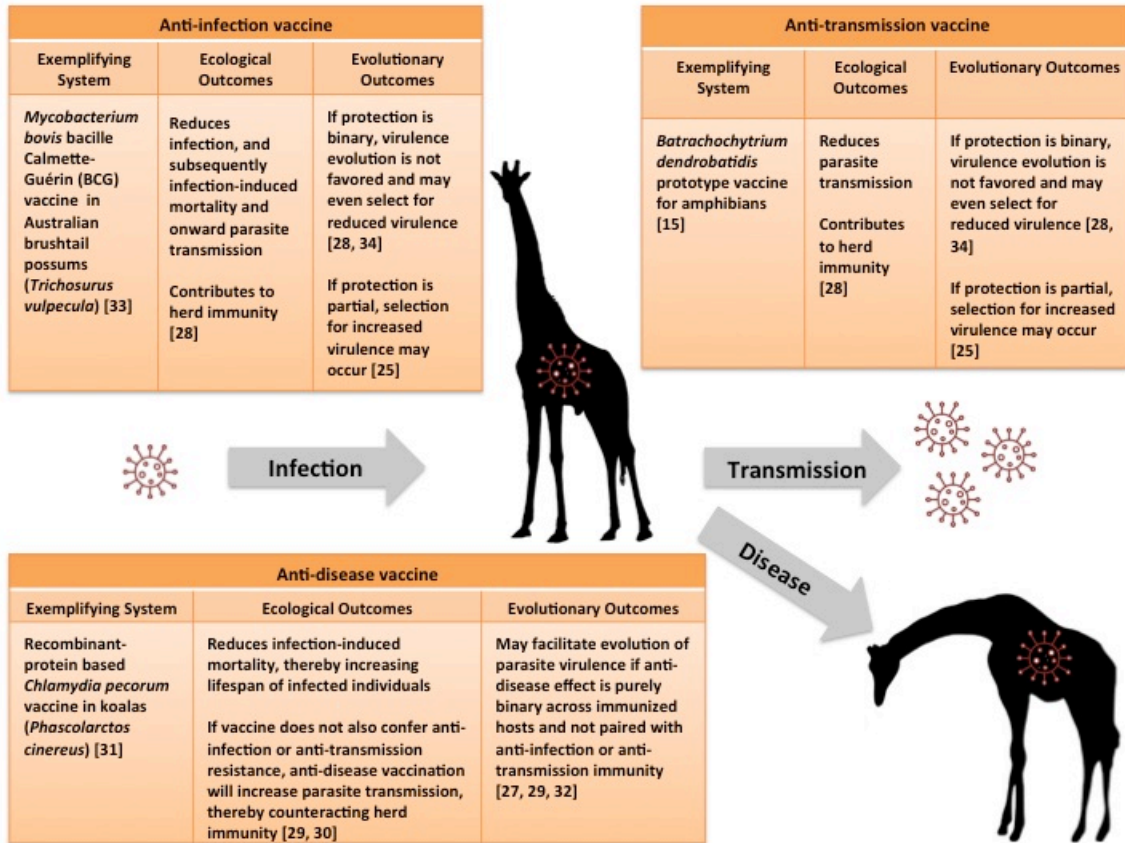 Anti-infection vaccine
Exemplifying
System
Ecological
Outcomes
Evolutionary
Outcomes
Mycobacterium
bovis bacille
Calmette-
Guérin (BCG)
vaccine in
Australian
brushtail
possums
(Trichosurus
vulpecula) [33]
Reduces
infection, and
subsequently
infection-induced
mortality and
onward parasite
transmission
Contributes to
herd immunity
[28]
If protection is
binary, virulence
evolution is not
favored and may
even select for
reduced virulence
[28, 34]
If protection is
partial, selection
for increased
virulence may
occur [25]
Anti-transmission vaccine
Exemplifying
System
Ecological
Outcomes
Evolutionary Outcomes
Batrachochytrium
dendrobatidis
prototype vaccine
for amphibians
[15]
Reduces
parasite
transmission
Contributes
to herd
immunity
[28]
If protection is binary,
virulence evolution is
not favored and may
even select for
reduced virulence [28,
34]
If protection is partial,
selection for increased
virulence may occur
[25]
Infection
Transmission
Disease
Anti-disease vaccine
Exemplifying System
Ecological Outcomes
Evolutionary Outcomes
Recombinant-
protein based
Chlamydia pecorum
vaccine in koalas
(Phascolarctos
cinereus) [31]
Reduces infection-induced
mortality, thereby increasing
lifespan of infected individuals
If vaccine does not also confer anti-
infection or anti-transmission
resistance, anti-disease vaccination
will increase parasite transmission,
thereby counteracting herd
immunity [29, 30]
May facilitate evolution of
parasite virulence if anti-
disease effect is purely
binary across immunized
hosts and not paired with
anti-infection or anti-
transmission immunity
[27, 29, 32]